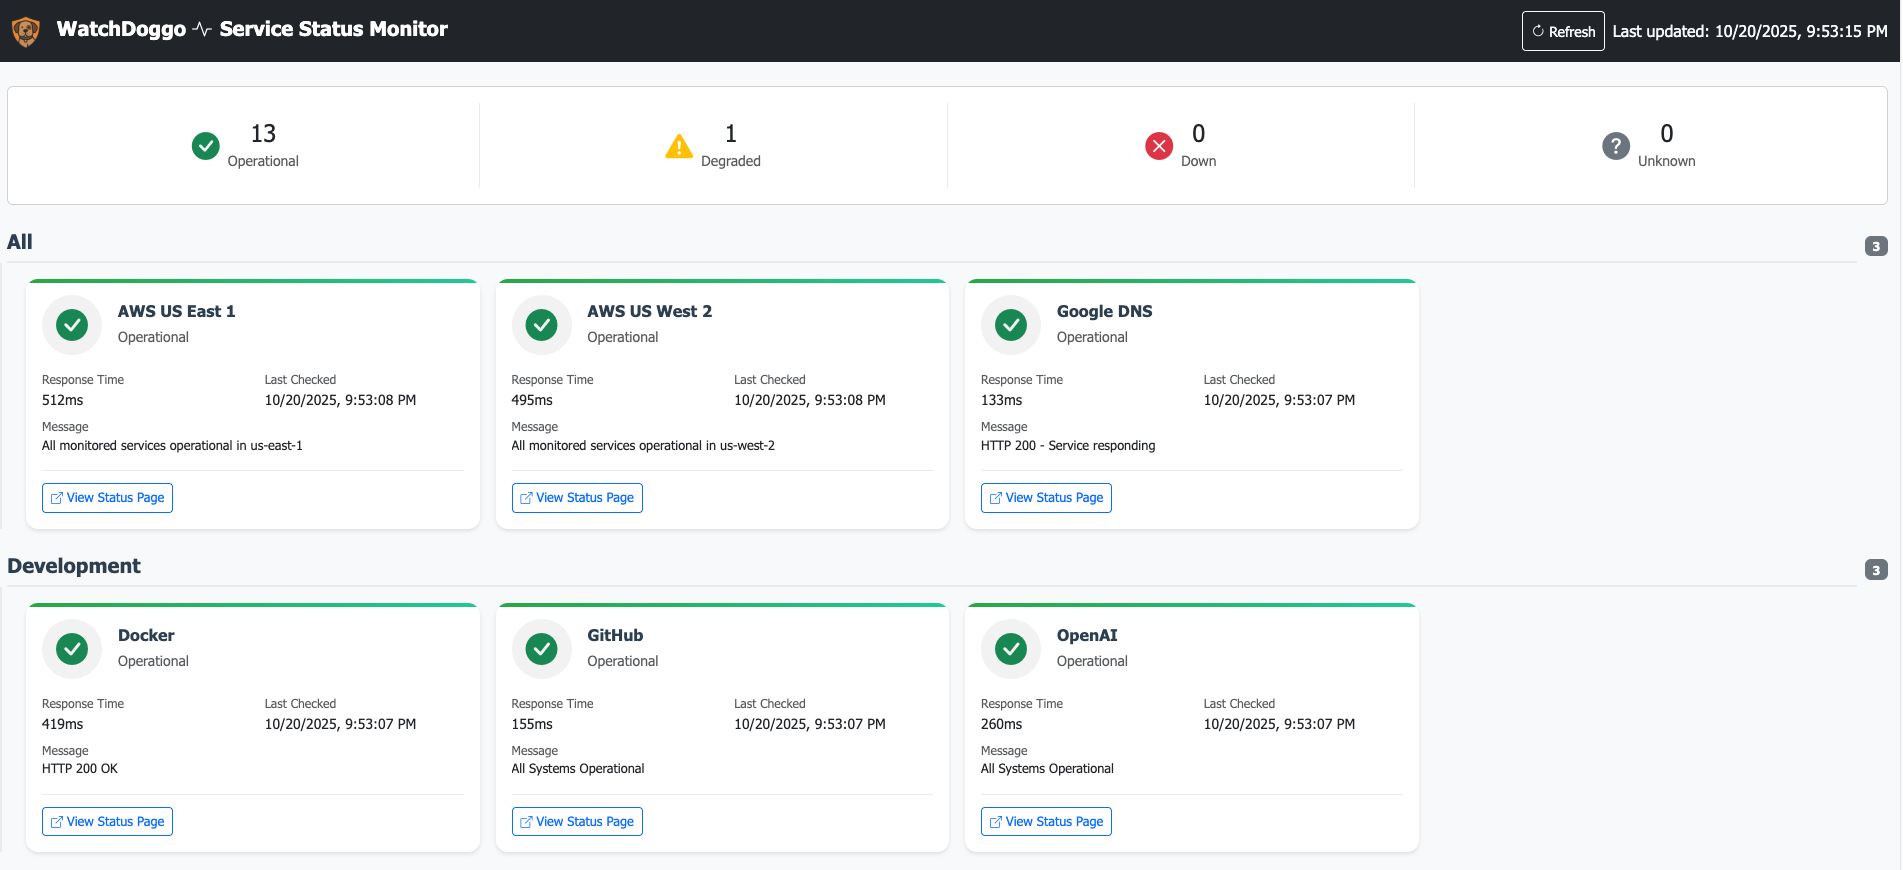 WatchDoggo Service Status Monitor
Refresh Last updated: 10/20/2025, 9:53:15 PM
13
Operational
1
Degraded
0
Down
0
Unknown
All
3
AWS US East 1
Operational
Response Time Last Checked
512ms 10/20/2025, 9:53:08 PM
Message
All monitored services operational in us-east-1
View Status Page
AWS US West 2
Operational
Response Time Last Checked
495ms 10/20/2025, 9:53:08 PM
Message
All monitored services operational in us-west-2
View Status Page
Google DNS
Operational
Response Time Last Checked
133ms 10/20/2025, 9:53:07 PM
Message
HTTP 200 - Service responding
View Status Page
Development
3
Docker
Operational
Response Time Last Checked
419ms 10/20/2025, 9:53:07 PM
Message
HTTP 200 OK
View Status Page
GitHub
Operational
Response Time Last Checked
155ms 10/20/2025, 9:53:07 PM
Message
All Systems Operational
View Status Page
OpenAI
Operational
Response Time Last Checked
260ms 10/20/2025, 9:53:07 PM
Message
All Systems Operational
View Status Page